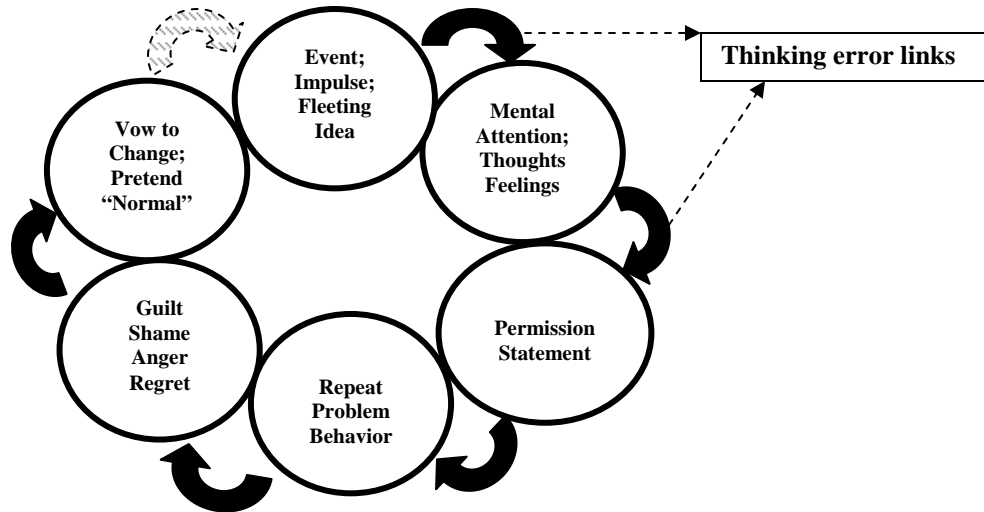 Event;
Impulse;
Fleeting
Idea
Thinking error links
Mental
Attention;
Thoughts
Feelings
Vow to
Change;
Pretend
“Normal”
Permission
Statement
Guilt
Shame
Anger
Regret
Repeat
Problem
Behavior